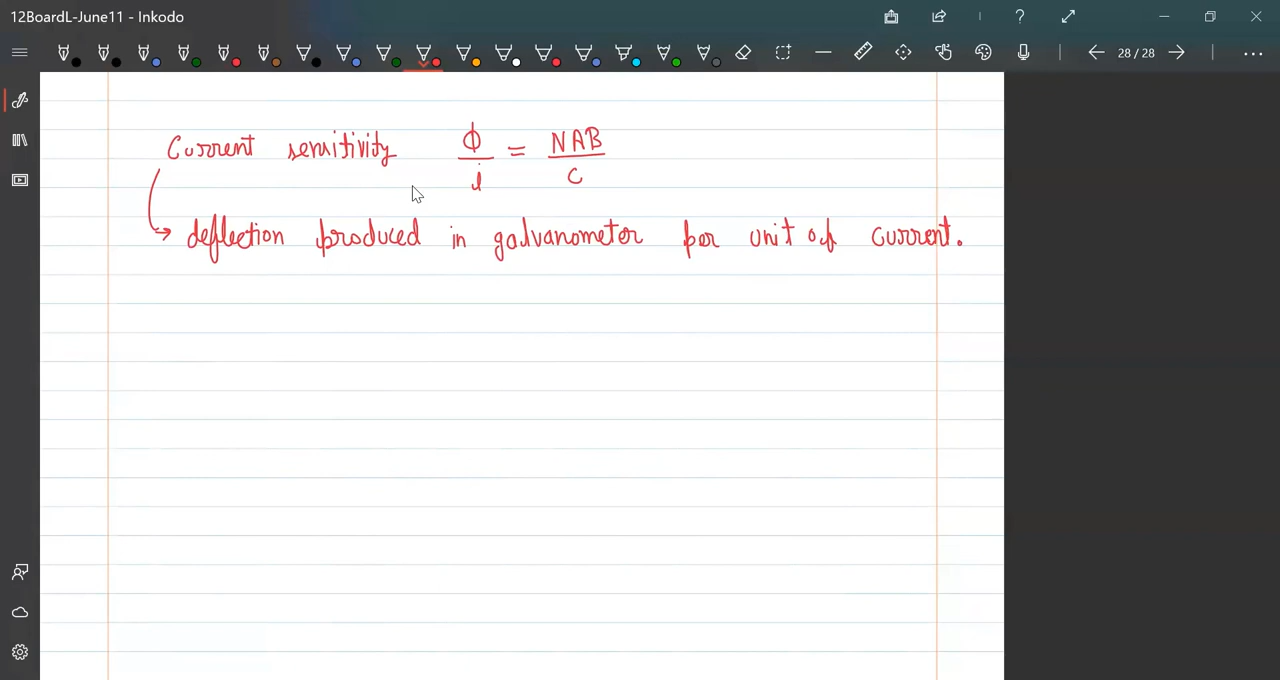 12BoardL-June11 - Inkodo
28 / 28
Current sensitivity ϕ/i = NAB/C
deflection produced in galvanometer per unit of current.